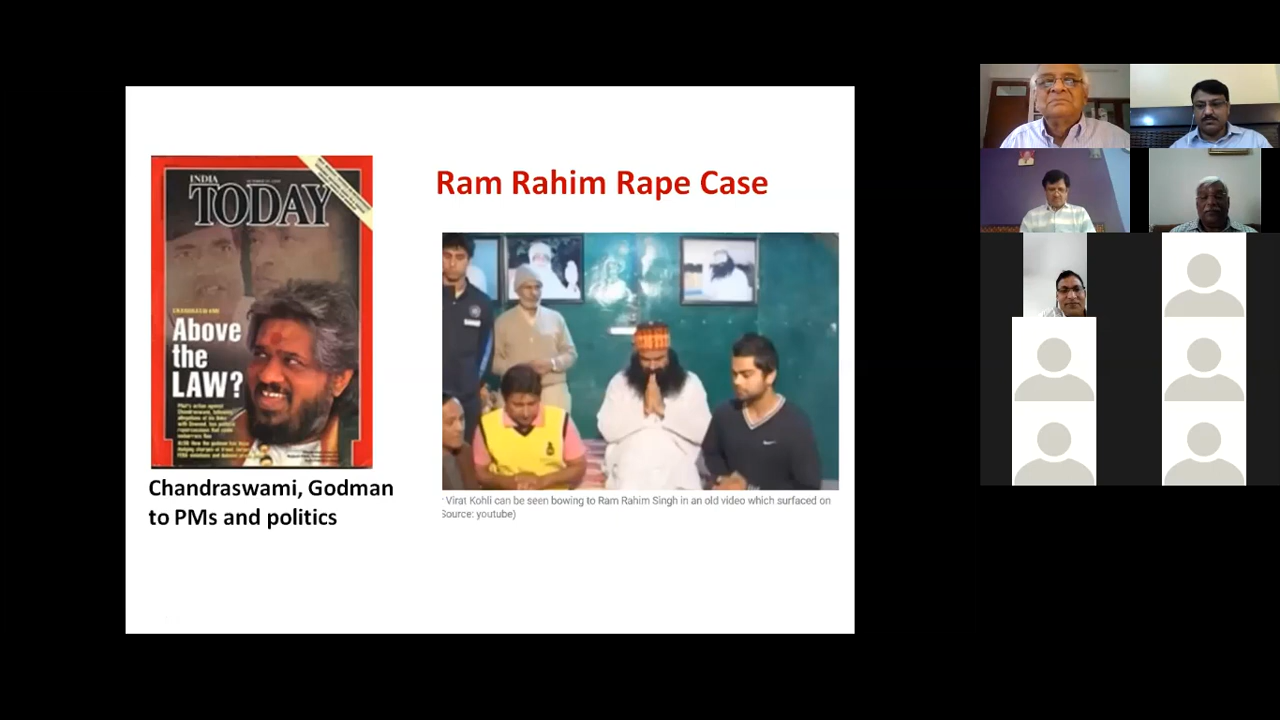 INDIA
TODAY
Above
the
LAW?
Chandraswami, Godman
to PMs and politics
Ram Rahim Rape Case
Virat Kohli can be seen bowing to Ram Rahim Singh in an old video which surfaced on
Source: youtube)